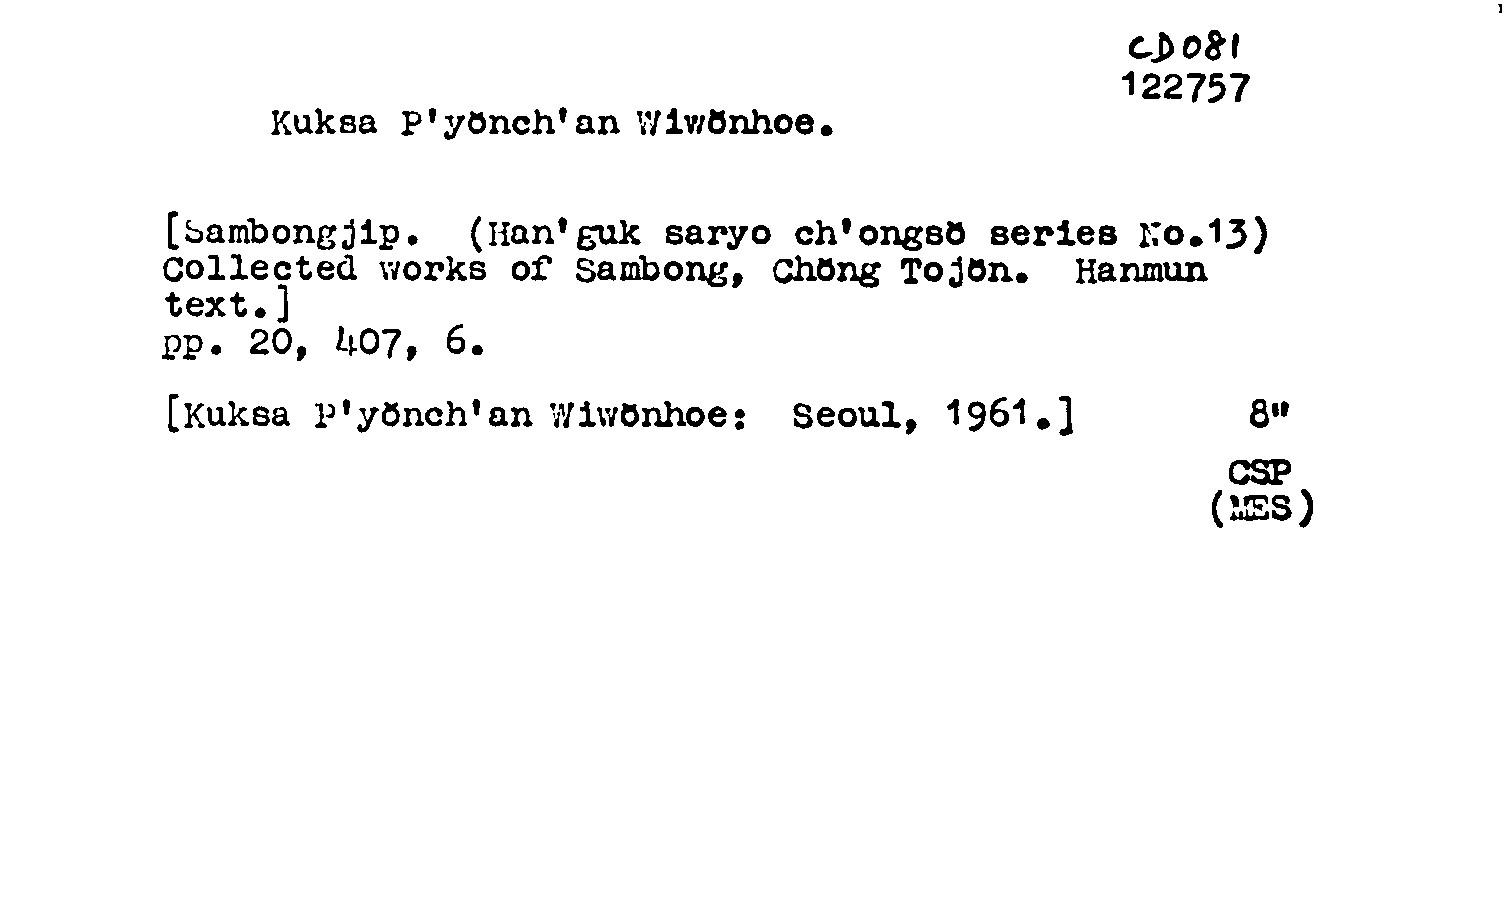 CD081
122757
Kuksa P'yŏnch'an Wiwŏnhoe.
[Sambongjip. (Han'guk saryo ch'ongsŏ series No.13)
Collected works of Sambong, Chŏng Tojŏn. Hanmun
text.]
pp. 20, 407, 6.
[Kuksa P'yŏnch'an Wiwŏnhoe: Seoul, 1961.] 8"
CSP
(MES)